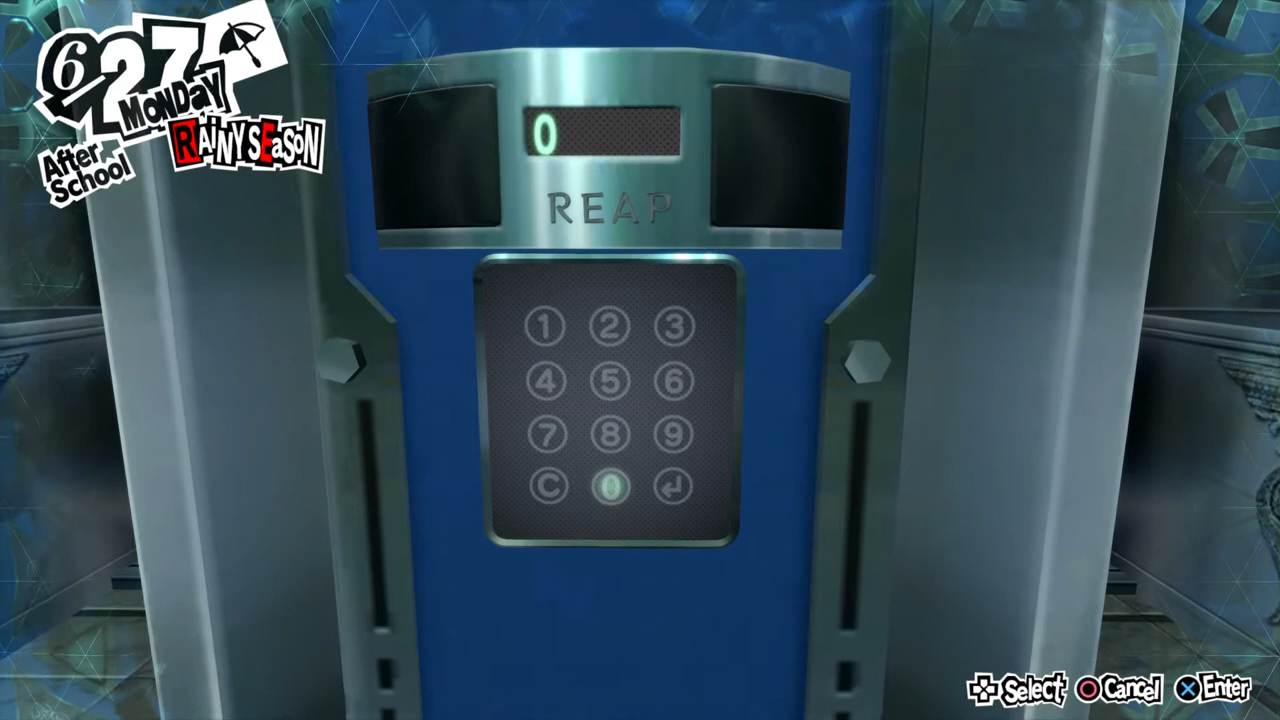 6/27
MONDAY
RAiNY SEaSON
After School
0
REAP
1 2 3
4 5 6
7 8 9
C 0 ↵
Select Cancel Enter